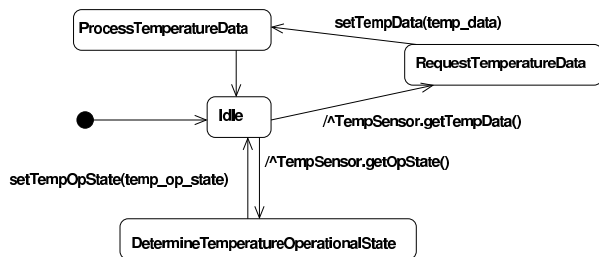 ProcessTemperatureData
setTempData(temp_data)
RequestTemperatureData
Idle
/^TempSensor.getTempData()
/^TempSensor.getOpState()
setTempOpState(temp_op_state)
DetermineTemperatureOperationalState